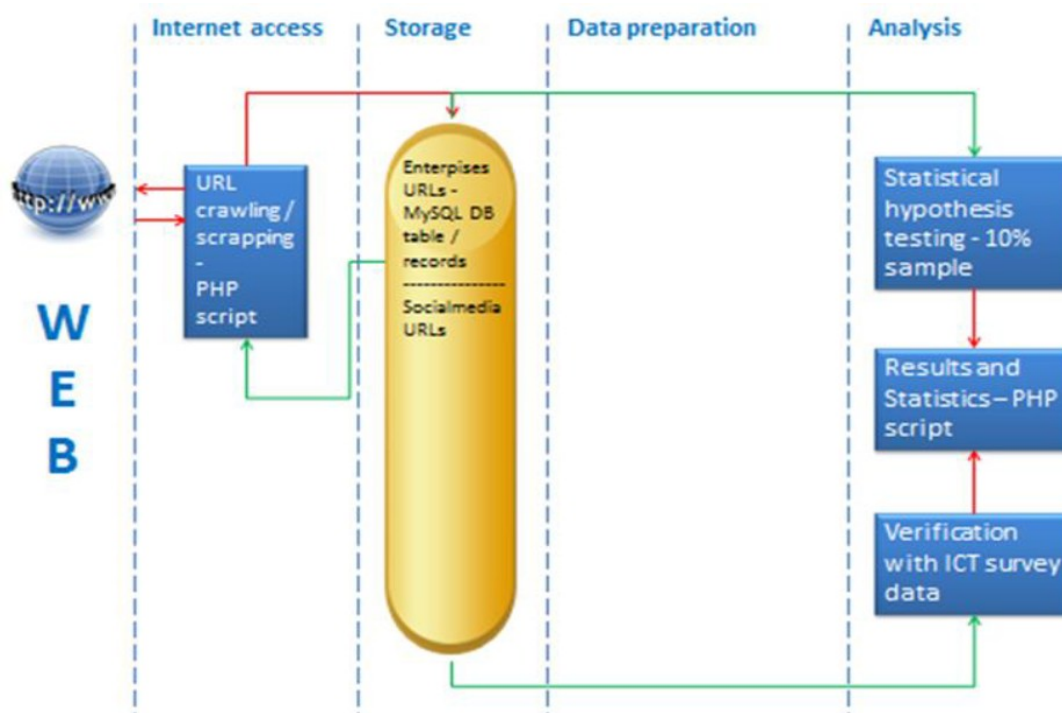 Internet access
Storage
Data preparation
Analysis
http://ww
W
E
B
URL
crawling /
scrapping
-
PHP
script
Enterpises
URLs -
MySQL DB
table /
records
---------------
Socialmedia
URLs
Statistical
hypothesis
testing - 10%
sample
Results and
Statistics – PHP
script
Verification
with ICT survey
data